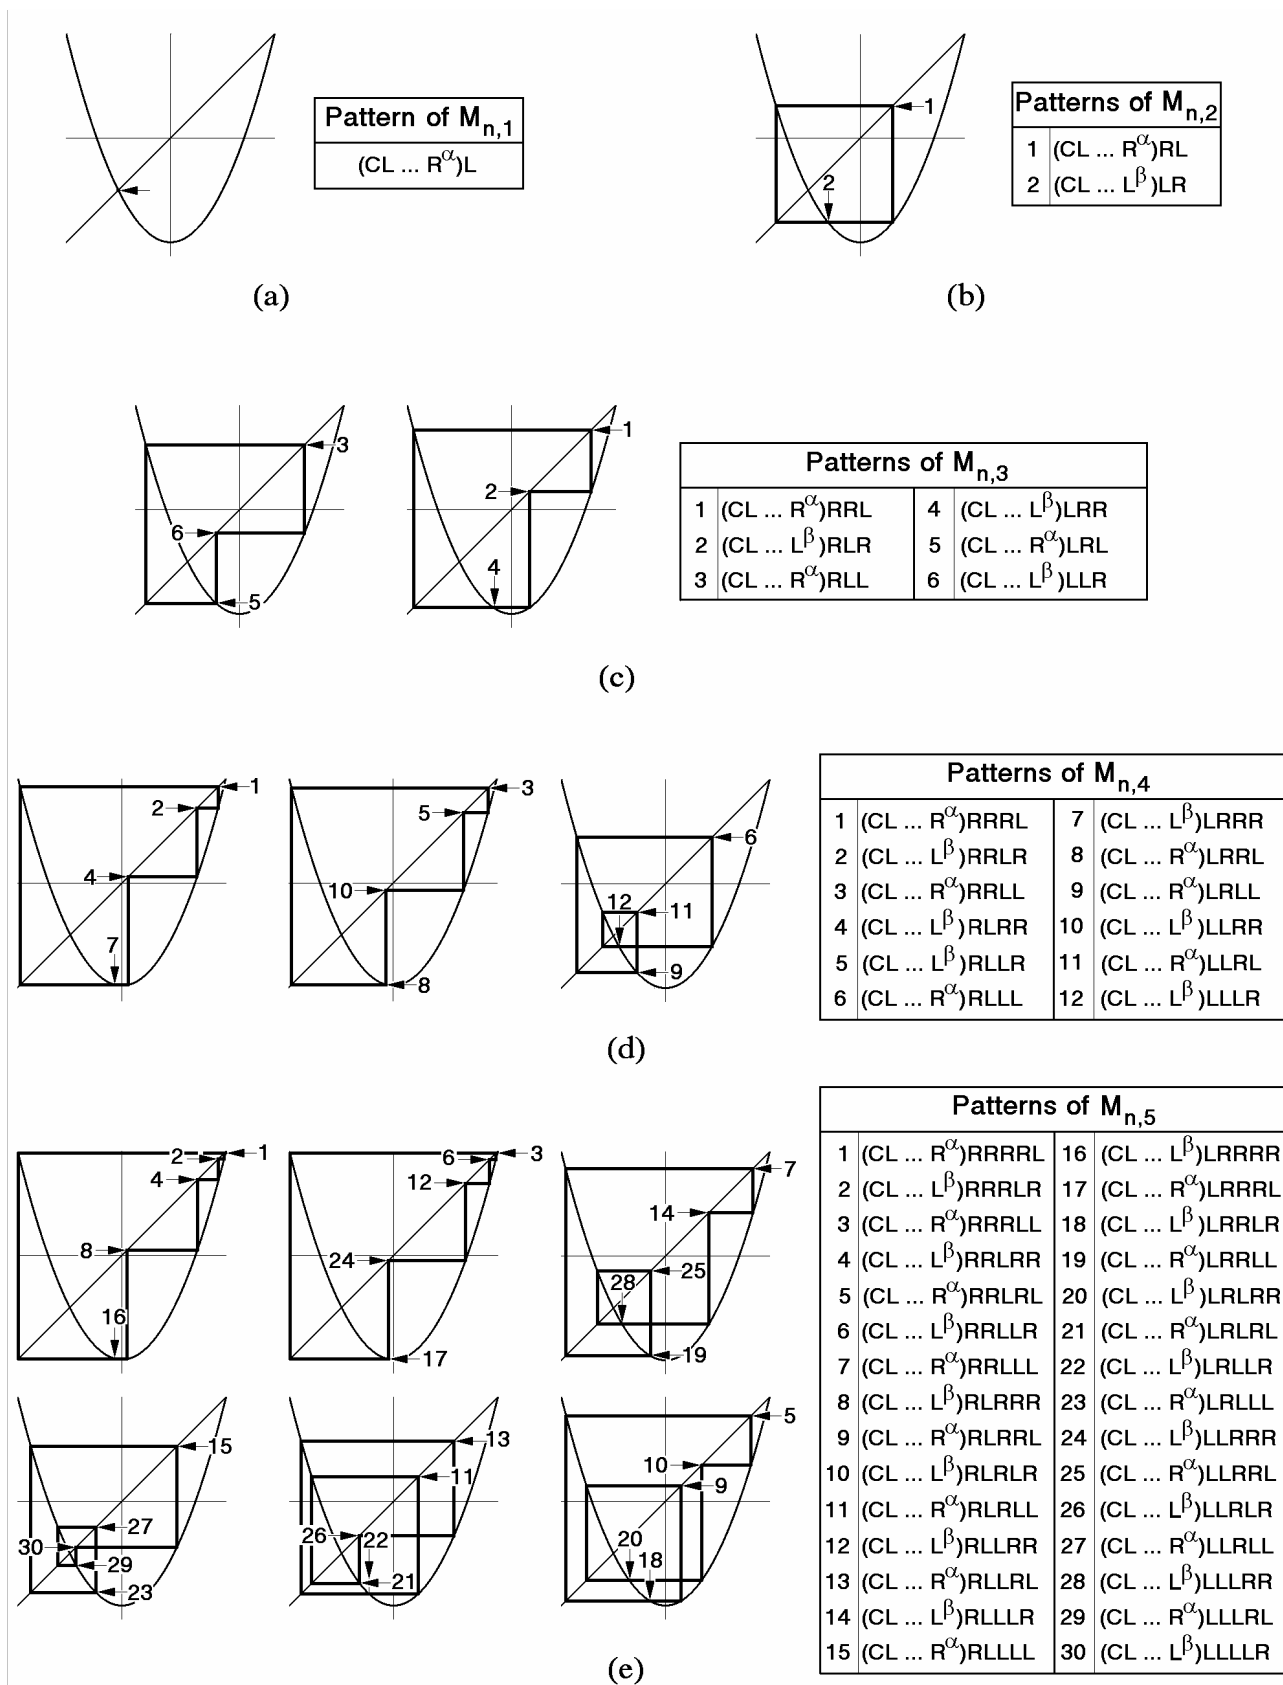 Pattern of M n,1
(CL ... R^α)L
1
2
Patterns of M n,2
1 (CL ... R^α)RL
2 (CL ... L^β)LR
(a)
(b)
3
6
5
1
2
4
Patterns of M n,3
1 (CL ... R^α)RRL 4 (CL ... L^β)LRR
2 (CL ... L^β)RLR 5 (CL ... R^α)LRL
3 (CL ... R^α)RLL 6 (CL ... L^β)LLR
(c)
1
2
4
7
3
5
10
8
6
12
11
9
Patterns of M n,4
1 (CL ... R^α)RRRL 7 (CL ... L^β)LRRR
2 (CL ... L^β)RRLR 8 (CL ... R^α)LRRL
3 (CL ... R^α)RRLL 9 (CL ... R^α)LRLL
4 (CL ... L^β)RLRR 10 (CL ... L^β)LLRR
5 (CL ... L^β)RLLR 11 (CL ... R^α)LLRL
6 (CL ... R^α)RLLL 12 (CL ... L^β)LLLR
(d)
2
1
4
8
16
6
3
12
24
17
7
14
25
28
19
15
27
30
29
23
13
11
26
22
21
5
10
9
20
18
Patterns of M n,5
1 (CL ... R^α)RRRRL 16 (CL ... L^β)LRRRR
2 (CL ... L^β)RRRLR 17 (CL ... R^α)LRRRL
3 (CL ... R^α)RRRLL 18 (CL ... L^β)LRRLR
4 (CL ... L^β)RRLRR 19 (CL ... R^α)LRRLL
5 (CL ... R^α)RRLRL 20 (CL ... L^β)LRLRR
6 (CL ... L^β)RRLLR 21 (CL ... R^α)LRLRL
7 (CL ... R^α)RRLLL 22 (CL ... L^β)LRLLR
8 (CL ... L^β)RLRRR 23 (CL ... R^α)LRLLL
9 (CL ... R^α)RLRRL 24 (CL ... L^β)LLRRR
10 (CL ... L^β)RLRLR 25 (CL ... R^α)LLRRL
11 (CL ... R^α)RLRLL 26 (CL ... L^β)LLRLR
12 (CL ... L^β)RLLRR 27 (CL ... R^α)LLRLL
13 (CL ... R^α)RLLRL 28 (CL ... L^β)LLLRR
14 (CL ... L^β)RLLLR 29 (CL ... R^α)LLLRL
15 (CL ... R^α)RLLLL 30 (CL ... L^β)LLLLR
(e)